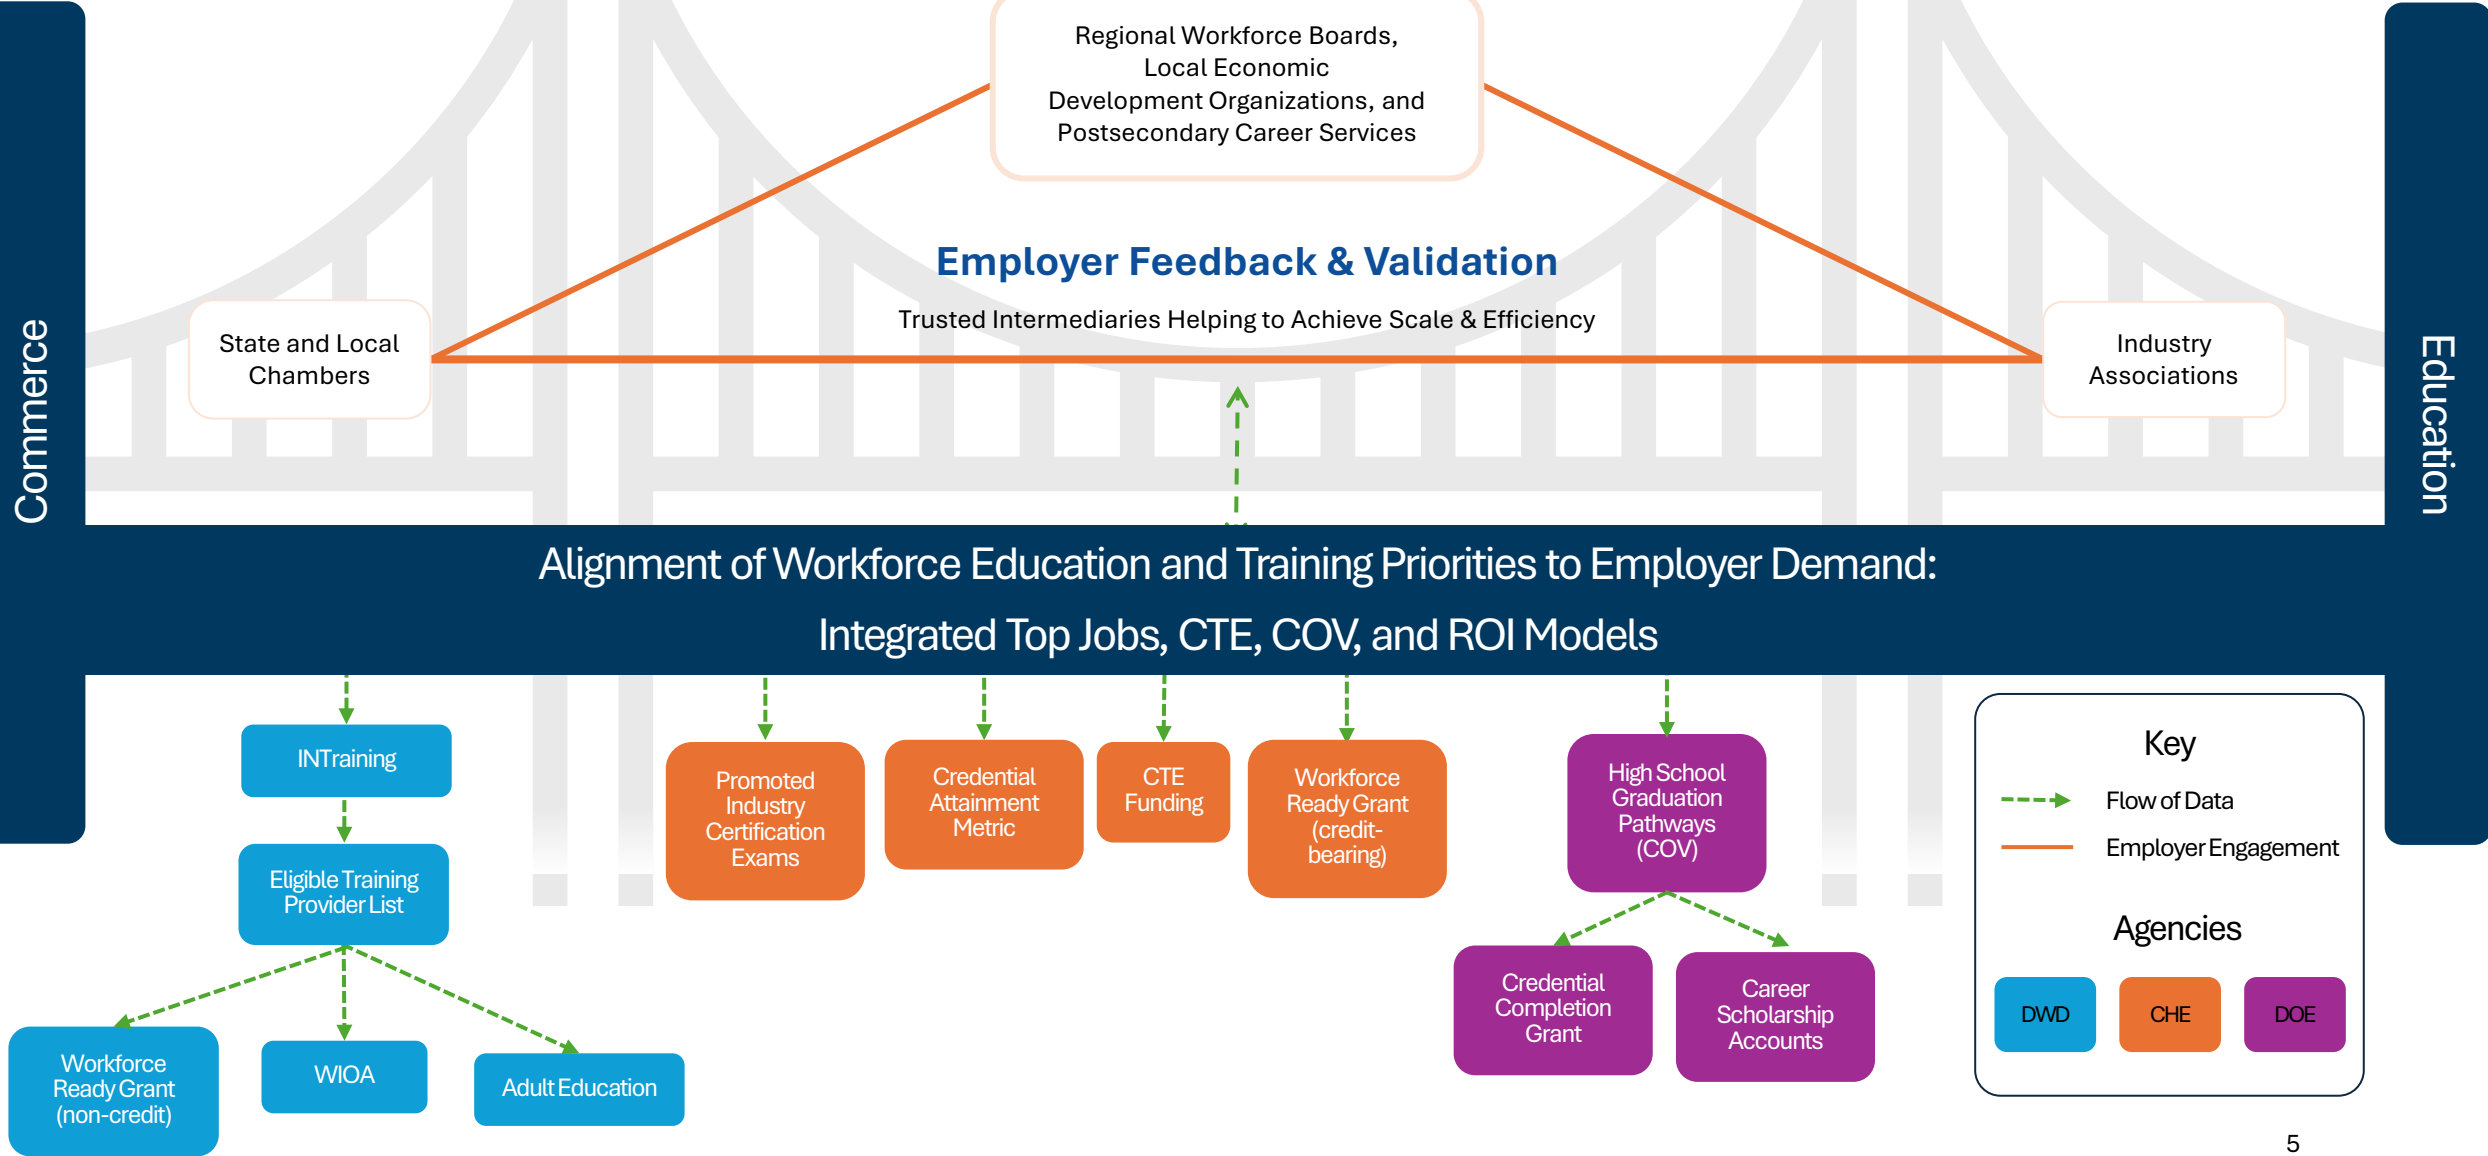 Regional Workforce Boards,
Local Economic
Development Organizations, and
Postsecondary Career Services
Employer Feedback & Validation
Trusted Intermediaries Helping to Achieve Scale & Efficiency
State and Local
Chambers
Industry
Associations
Commerce
Education
Alignment of Workforce Education and Training Priorities to Employer Demand:
Integrated Top Jobs, CTE, COV, and ROI Models
INTraining
Eligible Training
Provider List
Workforce
Ready Grant
(non-credit)
WIOA
Adult Education
Promoted
Industry
Certification
Exams
Credential
Attainment
Metric
CTE
Funding
Workforce
Ready Grant
(credit-
bearing)
High School
Graduation
Pathways
(COV)
Credential
Completion
Grant
Career
Scholarship
Accounts
Key
Flow of Data
Employer Engagement
Agencies
DWD
CHE
DOE
5